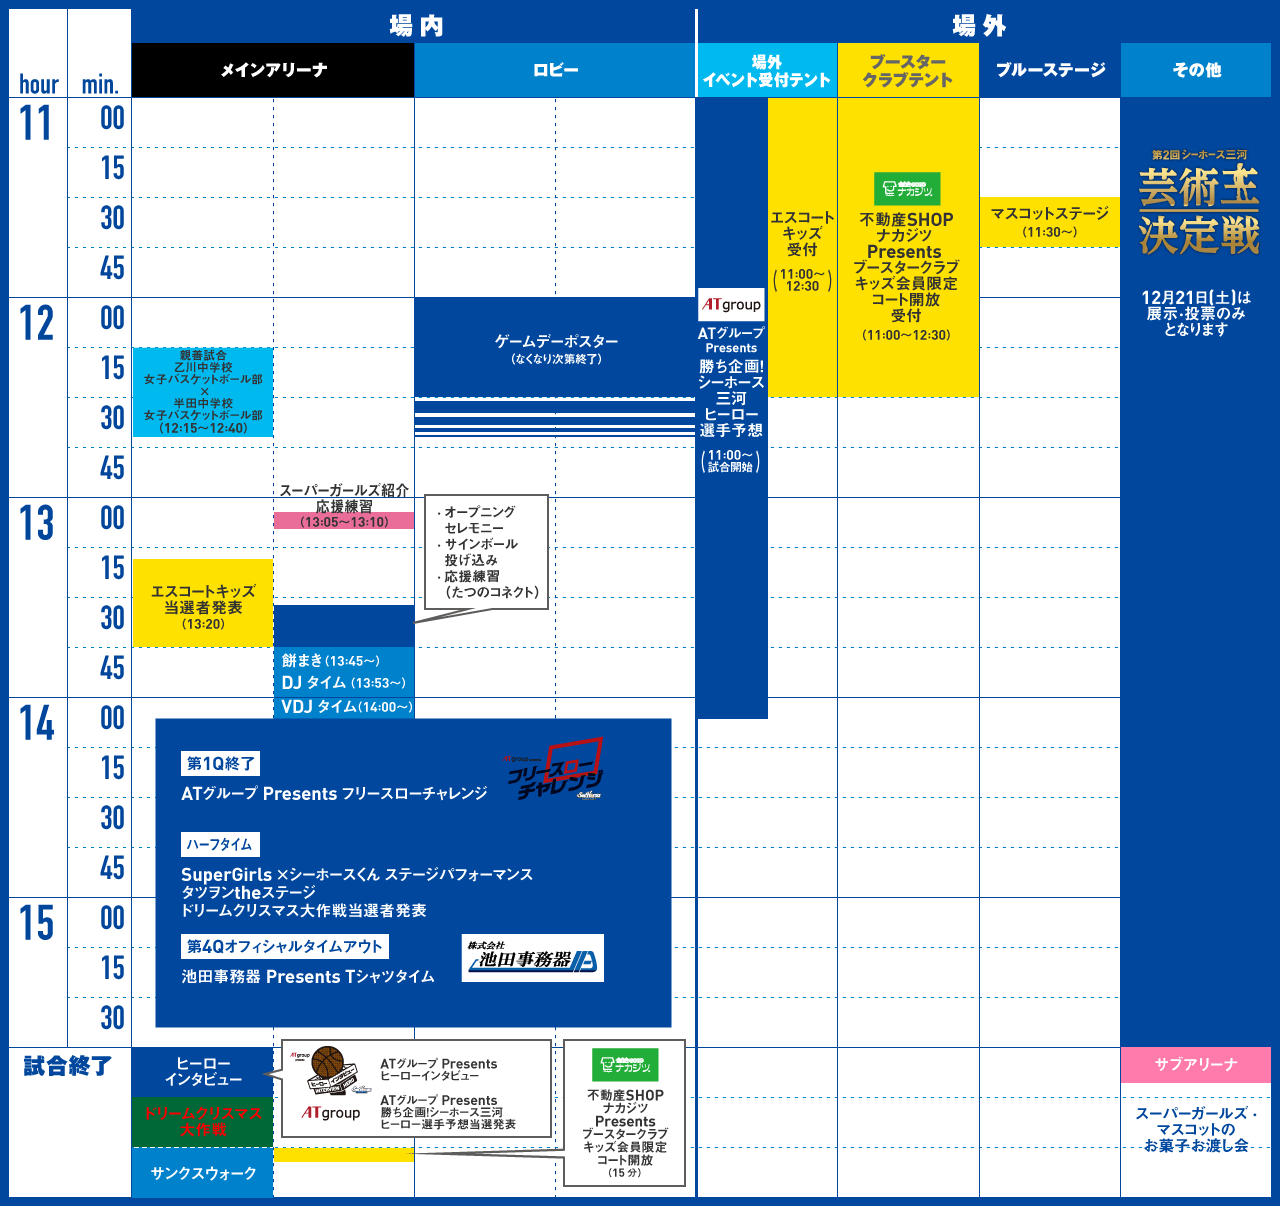 場内
場外
hour
min.
メインアリーナ
ロビー
場外
イベント受付テント
ブースター
クラブテント
ブルーステージ
その他
11
00
15
30
45
12
00
15
30
45
13
00
15
30
45
14
00
15
30
45
15
00
15
30
試合終了
親善試合
乙川中学校
女子バスケットボール部
×
半田中学校
女子バスケットボール部
(12:15〜12:40)
スーパーガールズ紹介
応援練習
(13:05〜13:10)
エスコートキッズ
当選者発表
(13:20)
・オープニング
セレモニー
・サインボール
投げ込み
・応援練習
(たつのコネクト)
餅まき(13:45〜)
DJ タイム (13:53〜)
VDJ タイム(14:00〜)
ゲームデーポスター
(なくなり次第終了)
ATgroup
ATグループ
Presents
勝ち企画!
シーホース
三河
ヒーロー
選手予想
(11:00〜
試合開始)
エスコート
キッズ
受付
(11:00〜
12:30)
ナカジツ
不動産SHOP
ナカジツ
Presents
ブースタークラブ
キッズ会員限定
コート開放
受付
(11:00〜12:30)
マスコットステージ
(11:30〜)
第2回 シーホース三河
芸術王
決定戦
12月21日(土)は
展示・投票のみ
となります
第1Q終了
ATグループ Presents フリースローチャレンジ
フリースロー
チャレンジ
ハーフタイム
SuperGirls ×シーホースくん ステージパフォーマンス
タツヲンtheステージ
ドリームクリスマス大作戦当選者発表
第4Qオフィシャルタイムアウト
池田事務器 Presents Tシャツタイム
株式会社
池田事務器
ヒーロー
インタビュー
ドリームクリスマス
大作戦
サンクスウォーク
ヒーロー インタビュー
ATgroup
ATグループ Presents
ヒーローインタビュー
ATグループ Presents
勝ち企画!シーホース三河
ヒーロー選手予想当選発表
ナカジツ
不動産SHOP
ナカジツ
Presents
ブースタークラブ
キッズ会員限定
コート開放
(15 分)
サブアリーナ
スーパーガールズ・
マスコットの
お菓子お渡し会